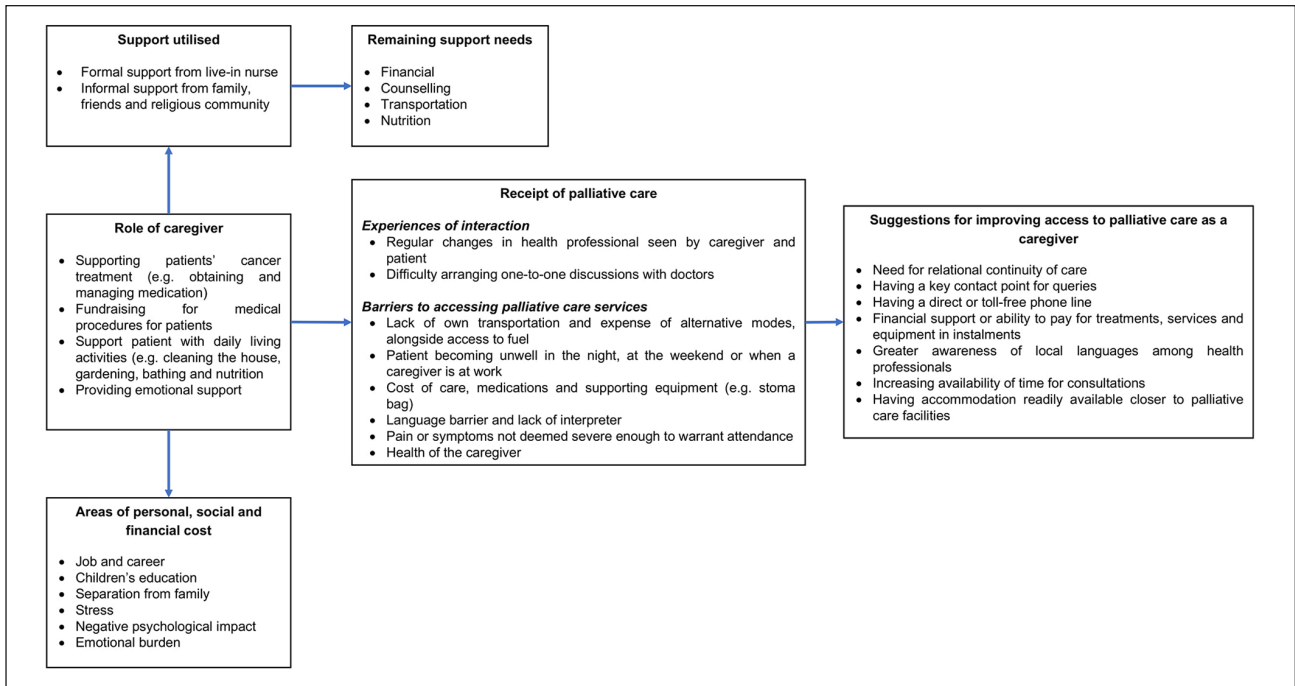 Support utilised
• Formal support from live-in nurse
• Informal support from family,
friends and religious community
Remaining support needs
• Financial
• Counselling
• Transportation
• Nutrition
Role of caregiver
• Supporting patients’ cancer
treatment (e.g. obtaining and
managing medication)
• Fundraising for medical
procedures for patients
• Support patient with daily living
activities (e.g. cleaning the house,
gardening, bathing and nutrition
• Providing emotional support
Receipt of palliative care
Experiences of interaction
• Regular changes in health professional seen by caregiver and
patient
• Difficulty arranging one-to-one discussions with doctors
Barriers to accessing palliative care services
• Lack of own transportation and expense of alternative modes,
alongside access to fuel
• Patient becoming unwell in the night, at the weekend or when a
caregiver is at work
• Cost of care, medications and supporting equipment (e.g. stoma
bag)
• Language barrier and lack of interpreter
• Pain or symptoms not deemed severe enough to warrant attendance
• Health of the caregiver
Suggestions for improving access to palliative care as a
caregiver
• Need for relational continuity of care
• Having a key contact point for queries
• Having a direct or toll-free phone line
• Financial support or ability to pay for treatments, services and
equipment in instalments
• Greater awareness of local languages among health
professionals
• Increasing availability of time for consultations
• Having accommodation readily available closer to palliative
care facilities
Areas of personal, social and
financial cost
• Job and career
• Children’s education
• Separation from family
• Stress
• Negative psychological impact
• Emotional burden